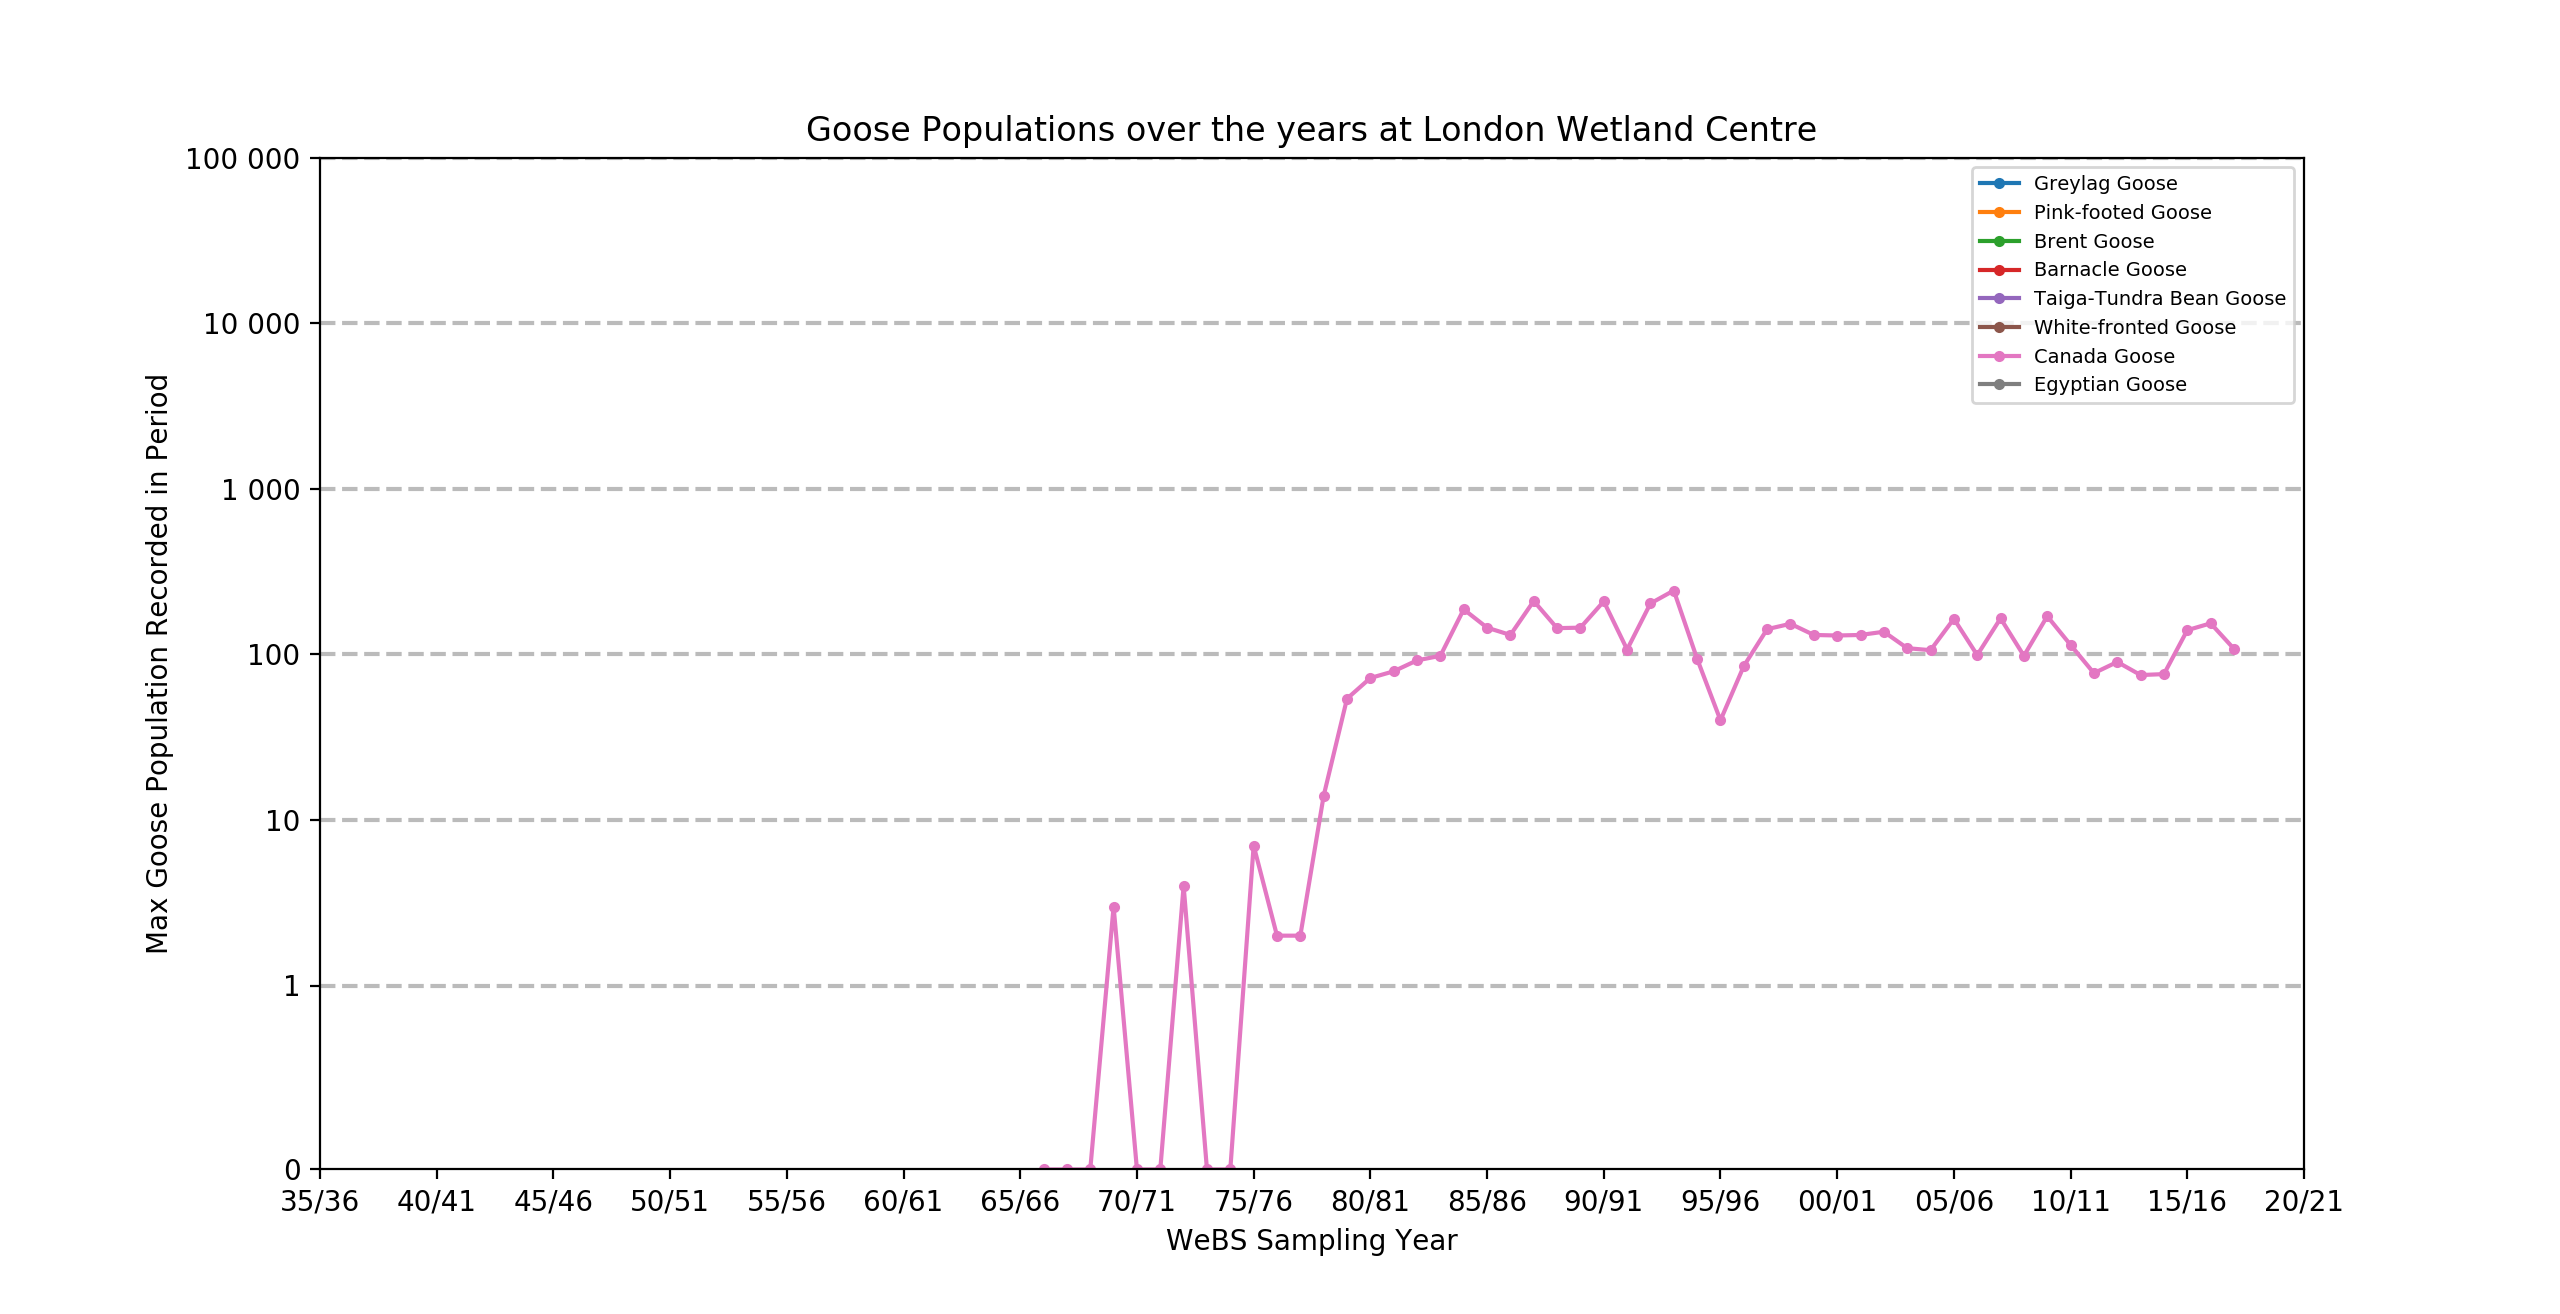 Goose Populations over the years at London Wetland Centre
100 000
10 000
1 000
100
10
1
0
Max Goose Population Recorded in Period
Greylag Goose
Pink-footed Goose
Brent Goose
Barnacle Goose
Taiga-Tundra Bean Goose
White-fronted Goose
Canada Goose
Egyptian Goose
35/36 40/41 45/46 50/51 55/56 60/61 65/66 70/71 75/76 80/81 85/86 90/91 95/96 00/01 05/06 10/11 15/16 20/21
WeBS Sampling Year